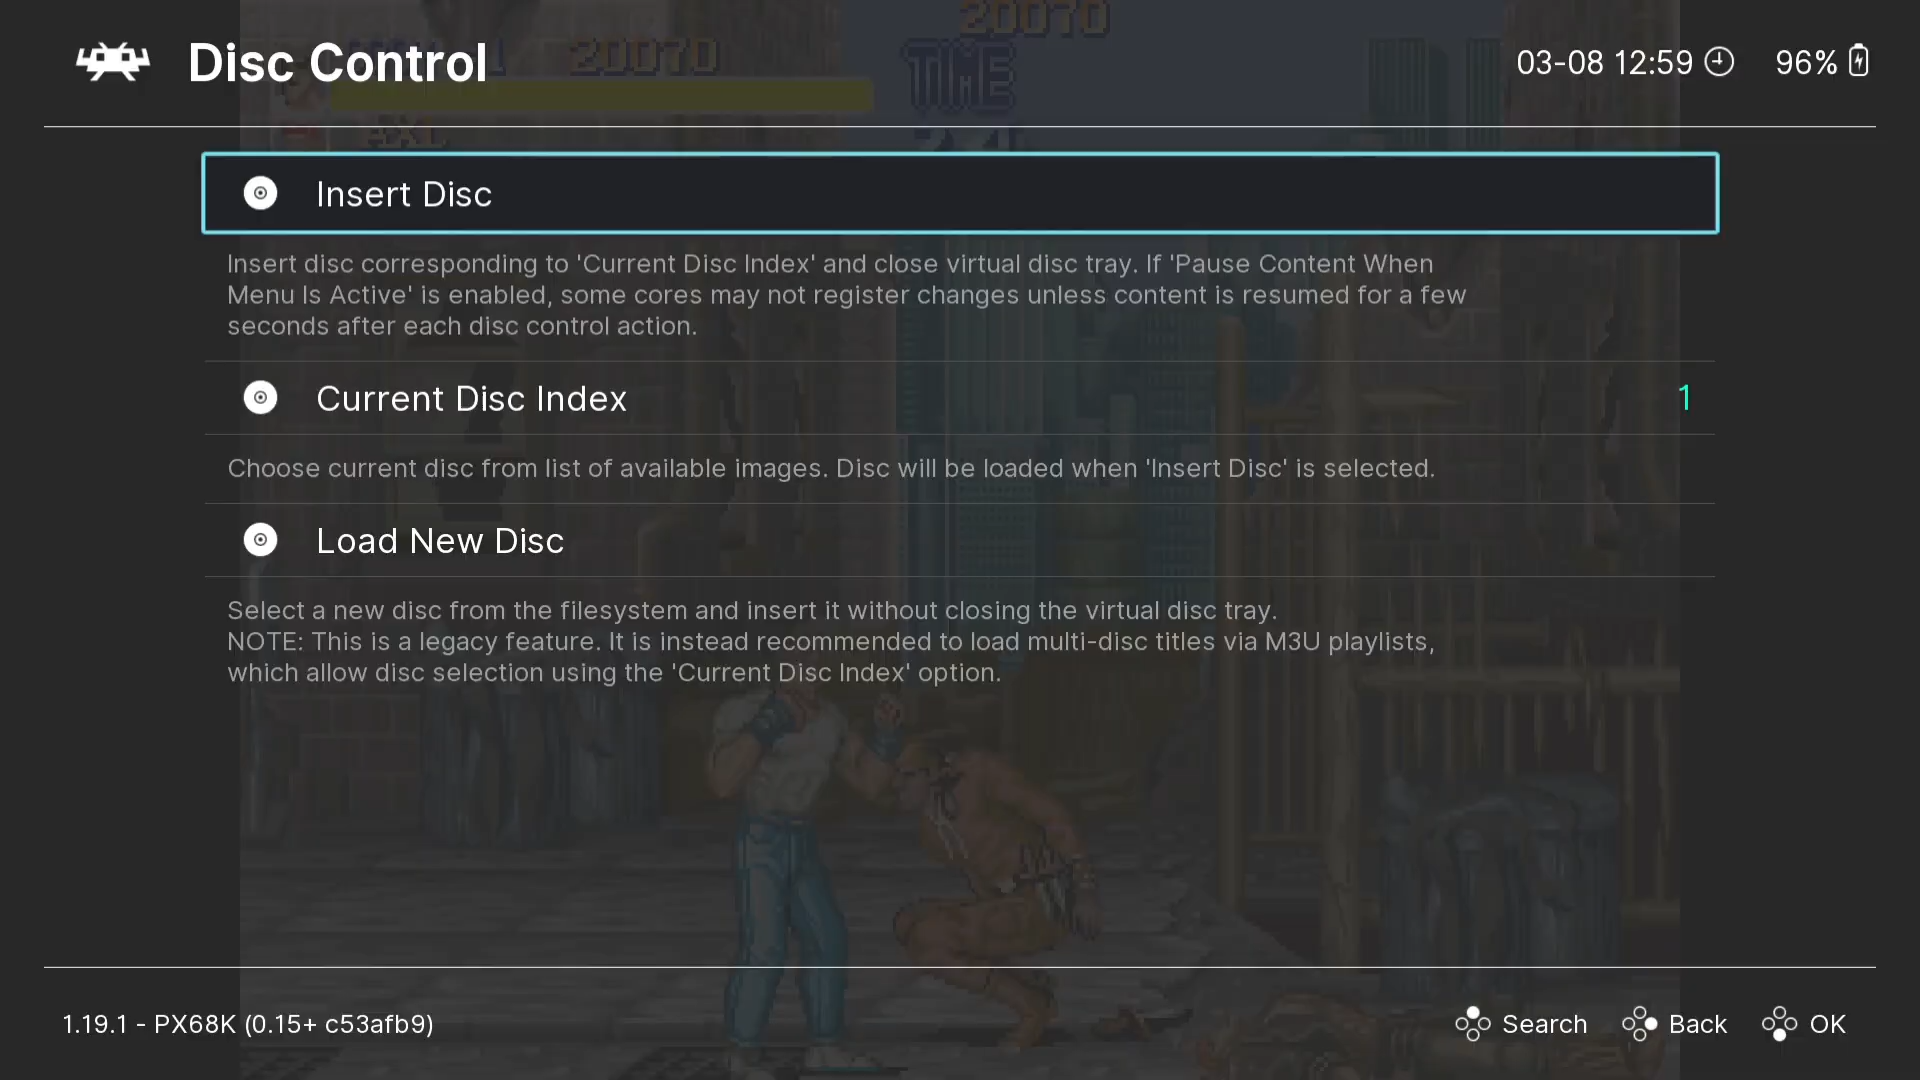 Disc Control
03-08 12:59
96%
20070
20070
TIME
AXL
Insert Disc
Insert disc corresponding to 'Current Disc Index' and close virtual disc tray. If 'Pause Content When
Menu Is Active' is enabled, some cores may not register changes unless content is resumed for a few
seconds after each disc control action.
Current Disc Index
1
Choose current disc from list of available images. Disc will be loaded when 'Insert Disc' is selected.
Load New Disc
Select a new disc from the filesystem and insert it without closing the virtual disc tray.
NOTE: This is a legacy feature. It is instead recommended to load multi-disc titles via M3U playlists,
which allow disc selection using the 'Current Disc Index' option.
1.19.1 - PX68K (0.15+ c53afb9)
Search
Back
OK